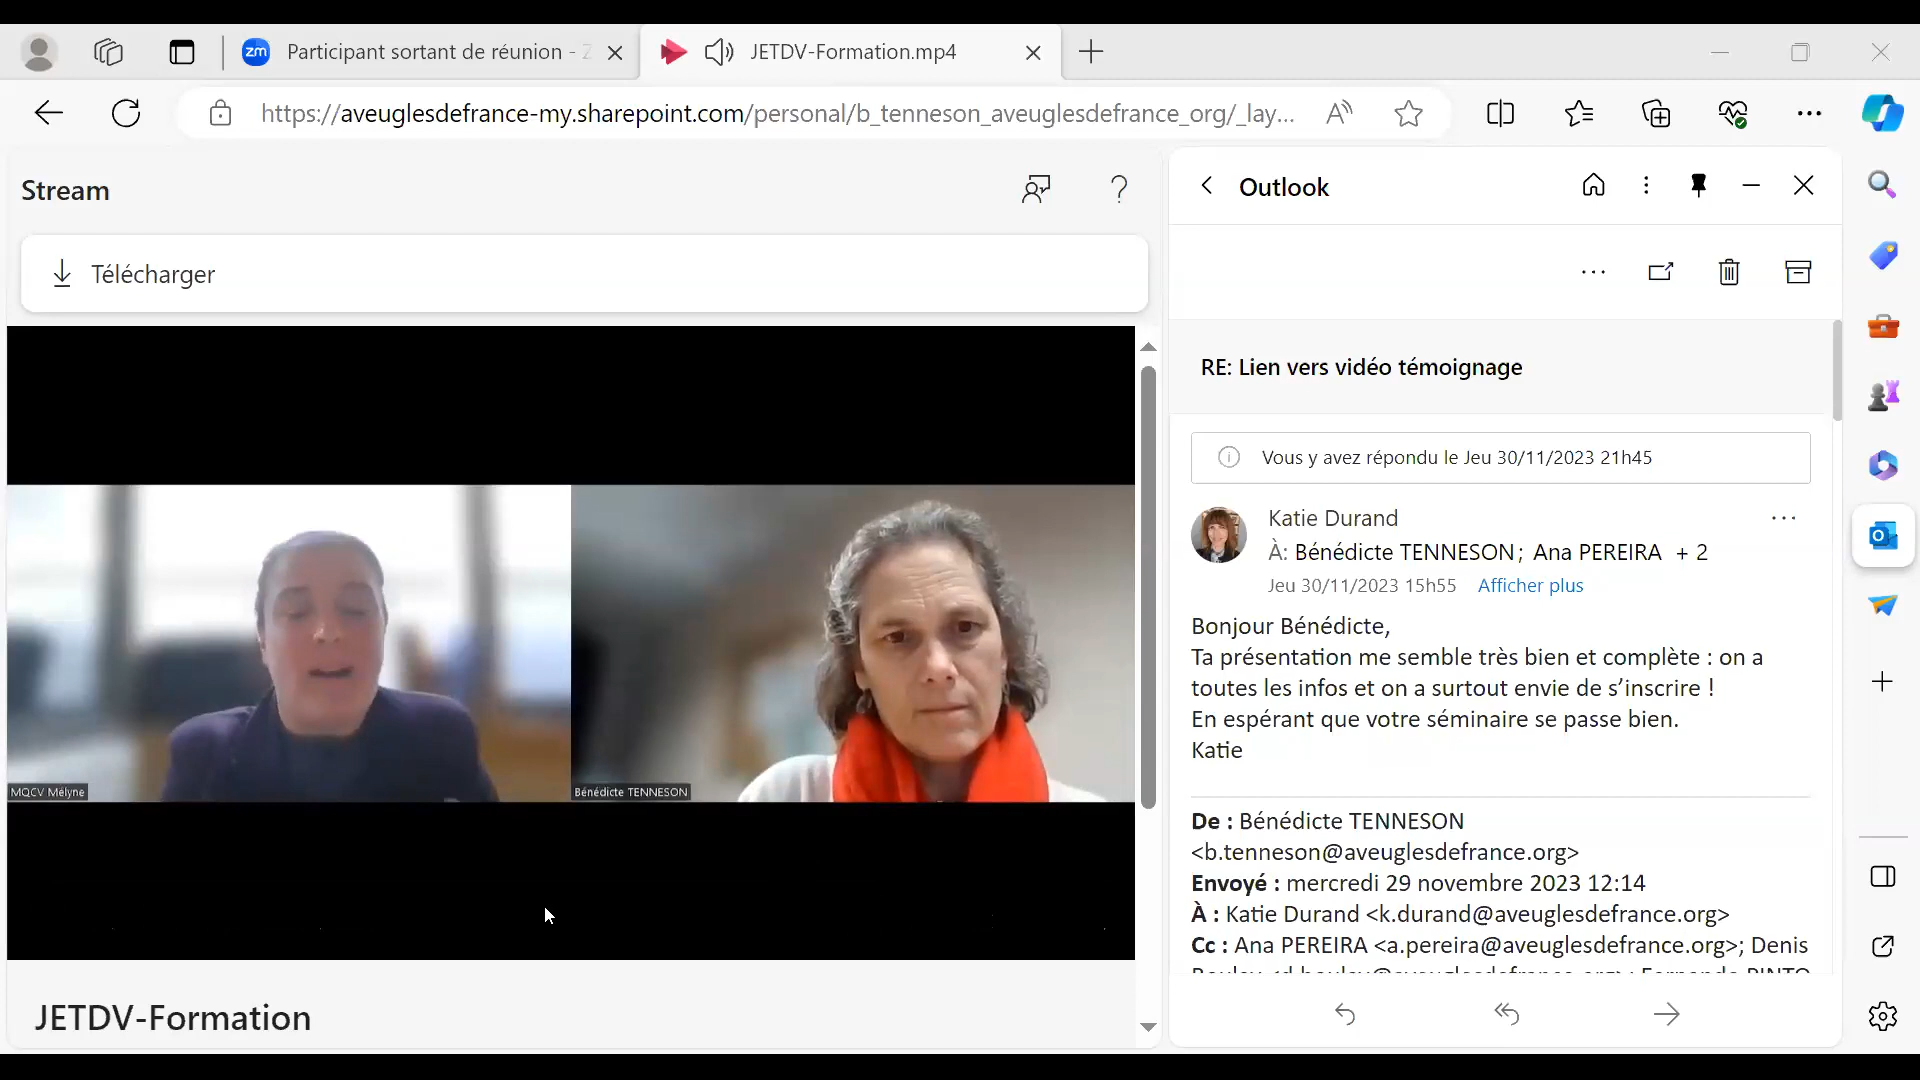 zm Participant sortant de réunion - Z
JETDV-Formation.mp4
https://aveuglesdefrance-my.sharepoint.com/personal/b_tenneson_aveuglesdefrance_org/_lay...
Stream
Télécharger
MQCV Mélyne
Bénédicte TENNESON
JETDV-Formation
Outlook
RE: Lien vers vidéo témoignage
Vous y avez répondu le Jeu 30/11/2023 21h45
Katie Durand
À: Bénédicte TENNESON; Ana PEREIRA + 2
Jeu 30/11/2023 15h55 Afficher plus
Bonjour Bénédicte,
Ta présentation me semble très bien et complète : on a
toutes les infos et on a surtout envie de s’inscrire !
En espérant que votre séminaire se passe bien.
Katie
De : Bénédicte TENNESON
<b.tenneson@aveuglesdefrance.org>
Envoyé : mercredi 29 novembre 2023 12:14
À : Katie Durand <k.durand@aveuglesdefrance.org>
Cc : Ana PEREIRA <a.pereira@aveuglesdefrance.org>; Denis